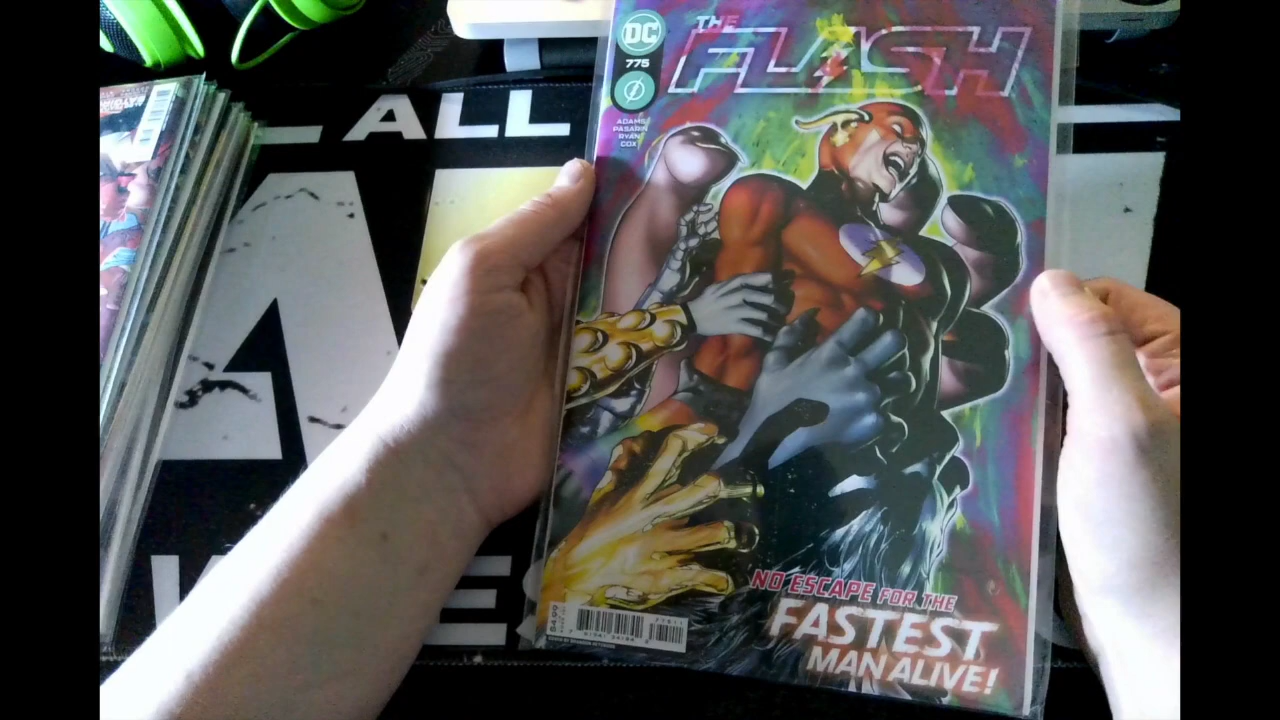 ALL
DC
775
THE
FLASH
ADAMS
PASARIN
RYAN
COX
NO ESCAPE FOR THE
FASTEST
MAN ALIVE!
$4.99